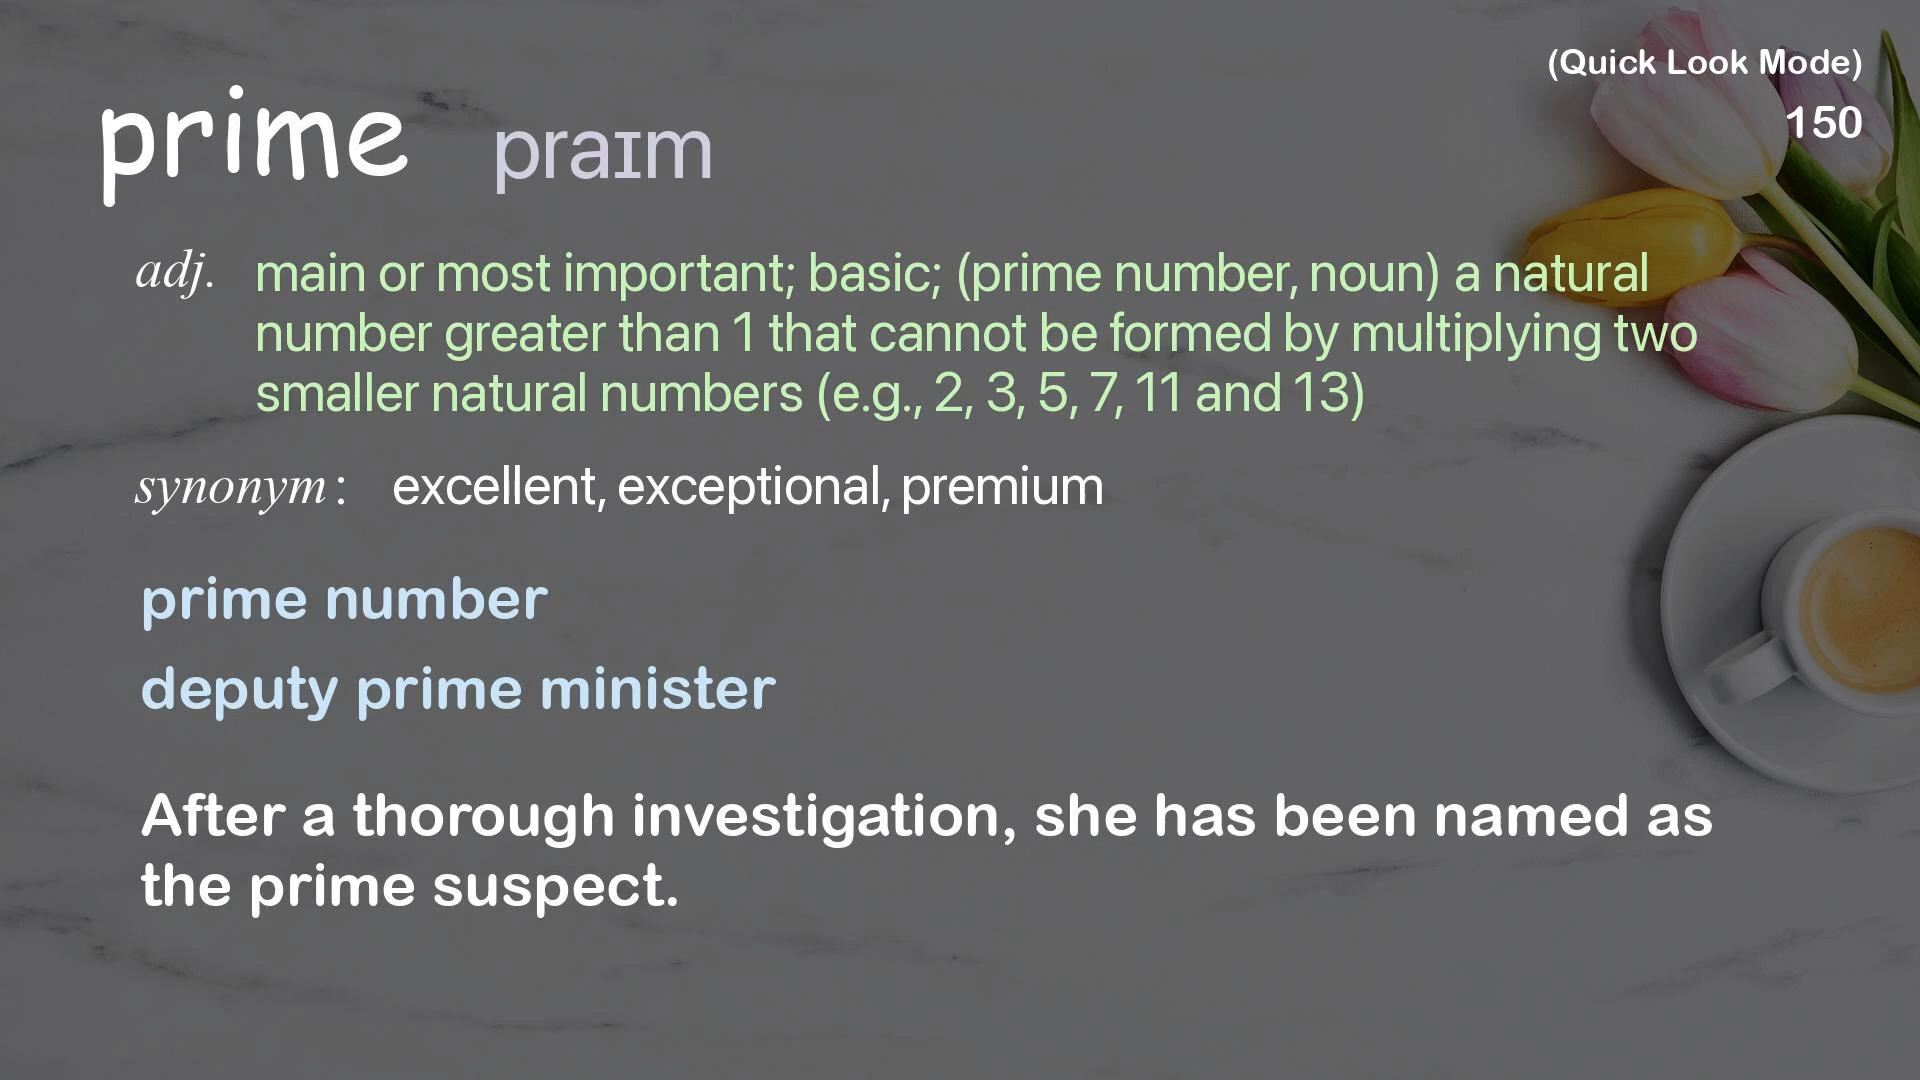 (Quick Look Mode)
150
prime praɪm
adj. main or most important; basic; (prime number, noun) a natural
number greater than 1 that cannot be formed by multiplying two
smaller natural numbers (e.g., 2, 3, 5, 7, 11 and 13)
synonym: excellent, exceptional, premium
prime number
deputy prime minister
After a thorough investigation, she has been named as
the prime suspect.